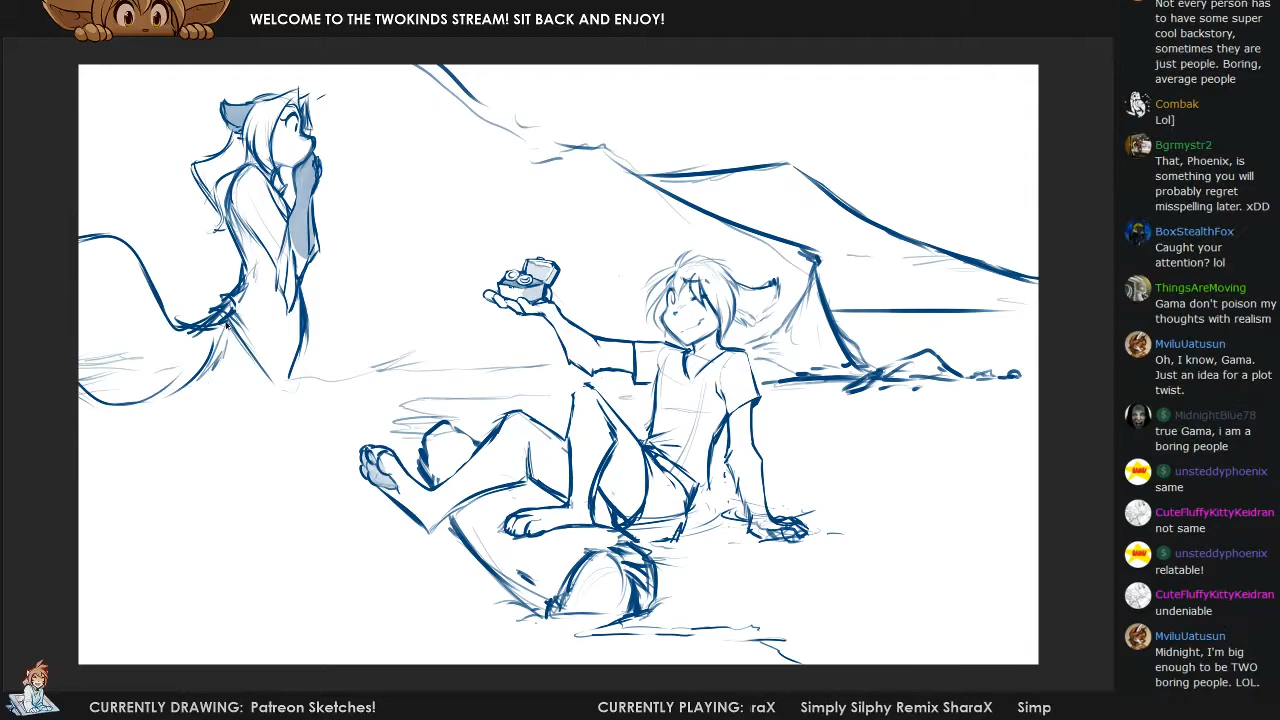 WELCOME TO THE TWOKINDS STREAM! SIT BACK AND ENJOY!
Not every person has
to have some super
cool backstory,
sometimes they are
just people. Boring,
average people
Combak
Lol]
Bgrmystr2
That, Phoenix, is
something you will
probably regret
misspelling later. xDD
BoxStealthFox
Caught your
attention? lol
ThingsAreMoving
Gama don't poison my
thoughts with realism
MviluUatusun
Oh, I know, Gama.
Just an idea for a plot
twist.
MidnightBlue78
true Gama, i am a
boring people
unsteddyphoenix
same
CuteFluffyKittyKeidran
not same
unsteddyphoenix
relatable!
CuteFluffyKittyKeidran
undeniable
MviluUatusun
Midnight, I'm big
enough to be TWO
boring people. LOL.
CURRENTLY DRAWING: Patreon Sketches!
CURRENTLY PLAYING: raX Simply Silphy Remix SharaX Simp